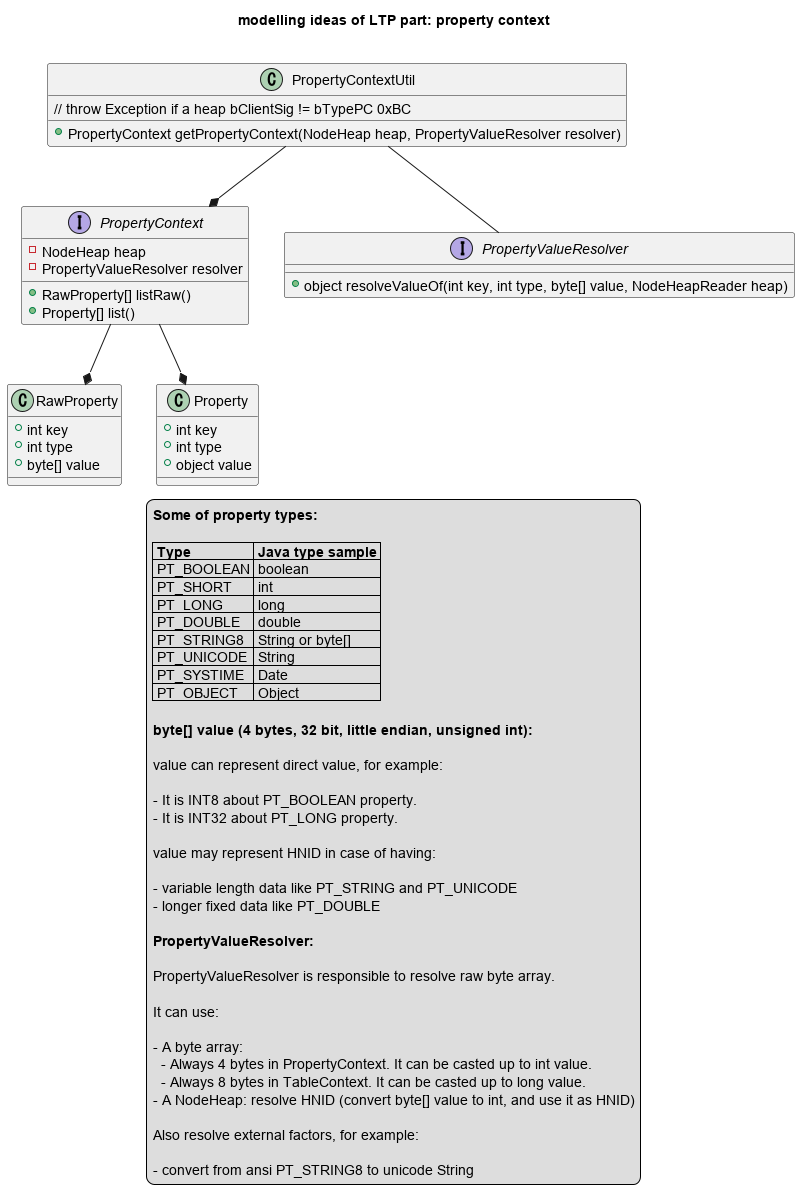 modelling ideas of LTP part: property context
C PropertyContextUtil
// throw Exception if a heap bClientSig != bTypePC 0xBC
PropertyContext getPropertyContext(NodeHeap heap, PropertyValueResolver resolver)
I PropertyContext
NodeHeap heap
PropertyValueResolver resolver
RawProperty[] listRaw()
Property[] list()
I PropertyValueResolver
object resolveValueOf(int key, int type, byte[] value, NodeHeapReader heap)
C RawProperty
int key
int type
byte[] value
C Property
int key
int type
object value
Some of property types:
Type Java type sample
PT_BOOLEAN boolean
PT_SHORT int
PT_LONG long
PT_DOUBLE double
PT_STRING8 String or byte[]
PT_UNICODE String
PT_SYSTIME Date
PT_OBJECT Object
byte[] value (4 bytes, 32 bit, little endian, unsigned int):
value can represent direct value, for example:
- It is INT8 about PT_BOOLEAN property.
- It is INT32 about PT_LONG property.
value may represent HNID in case of having:
- variable length data like PT_STRING and PT_UNICODE
- longer fixed data like PT_DOUBLE
PropertyValueResolver:
PropertyValueResolver is responsible to resolve raw byte array.
It can use:
- A byte array:
- Always 4 bytes in PropertyContext. It can be casted up to int value.
- Always 8 bytes in TableContext. It can be casted up to long value.
- A NodeHeap: resolve HNID (convert byte[] value to int, and use it as HNID)
Also resolve external factors, for example:
- convert from ansi PT_STRING8 to unicode String